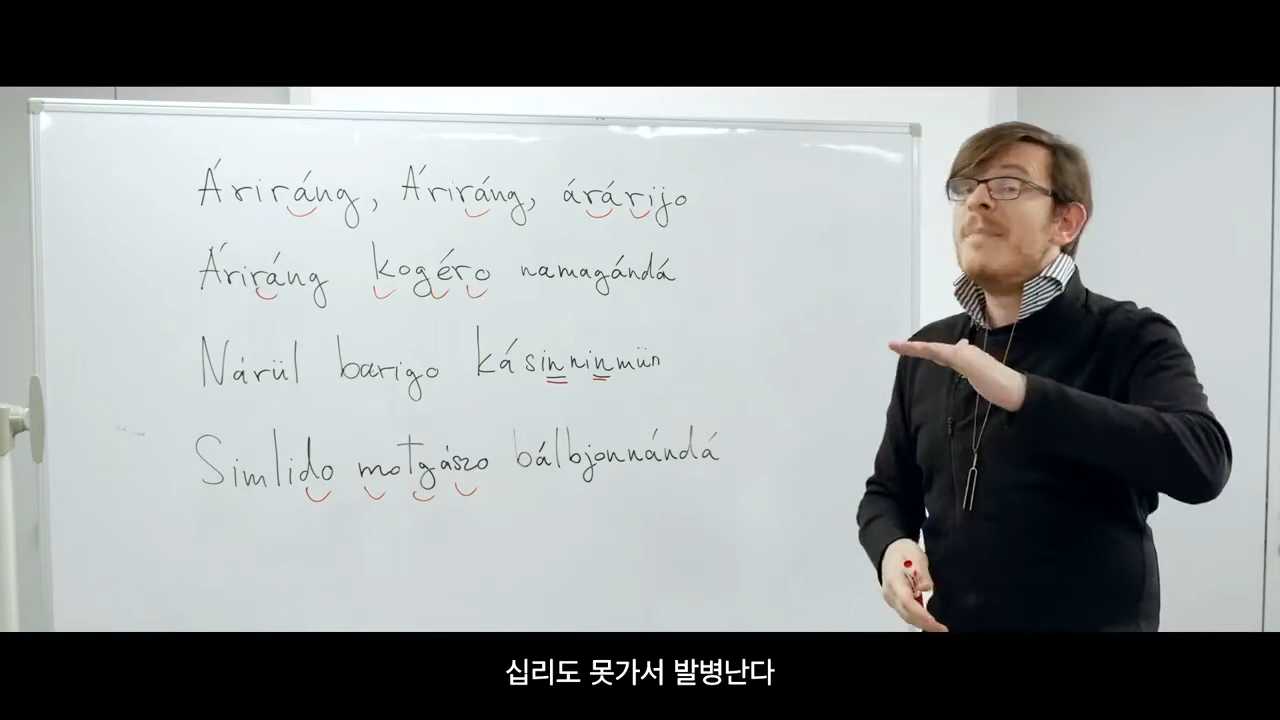 Áriráng, Áriráng, árárijo
Áriráng kogéro namagándá
Nárül barigo kásinninmün
Simlido motgászo bálbjonnándá
십리도 못가서 발병난다